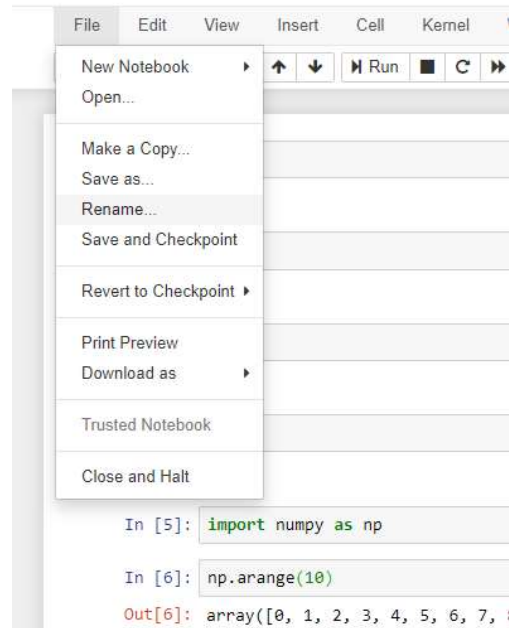 File Edit View Insert Cell Kernel
New Notebook Run
Open...
Make a Copy...
Save as...
Rename...
Save and Checkpoint
Revert to Checkpoint
Print Preview
Download as
Trusted Notebook
Close and Halt
In [5]: import numpy as np
In [6]: np.arange(10)
Out[6]: array([0, 1, 2, 3, 4, 5, 6, 7,